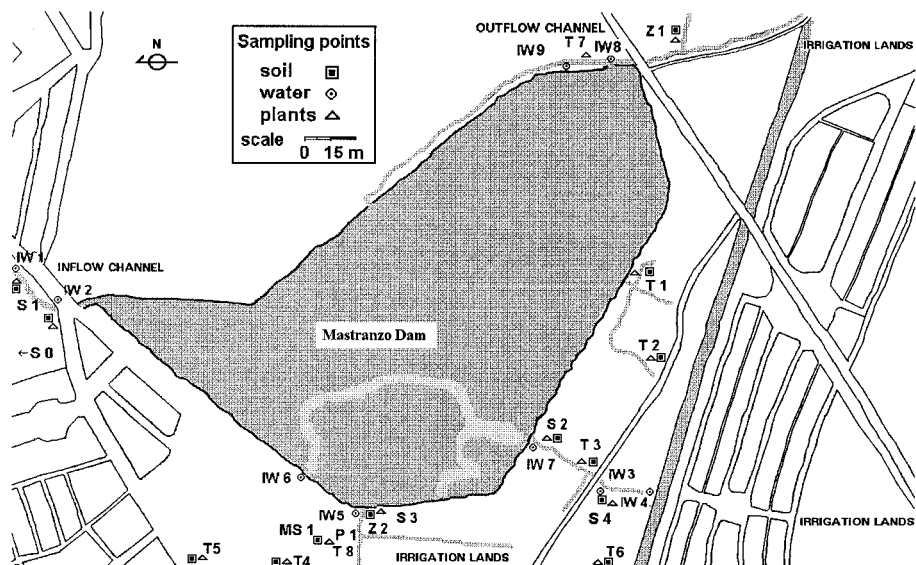 OUTFLOW CHANNEL
Z 1
IRRIGATION LANDS
T 7
IW9
IW8
N
Sampling points
soil
water
plants
scale 0 15 m
IW 1
INFLOW CHANNEL
IW 2
S 1
←S 0
T 1
Mastranzo Dam
T 2
S 2
T 3
IW 7
IW 6
IW3
IW4
S 4
IW5
S 3
Z 2
MS 1
P 1
T 8
T5
T4
IRRIGATION LANDS
T6
IRRIGATION LANDS